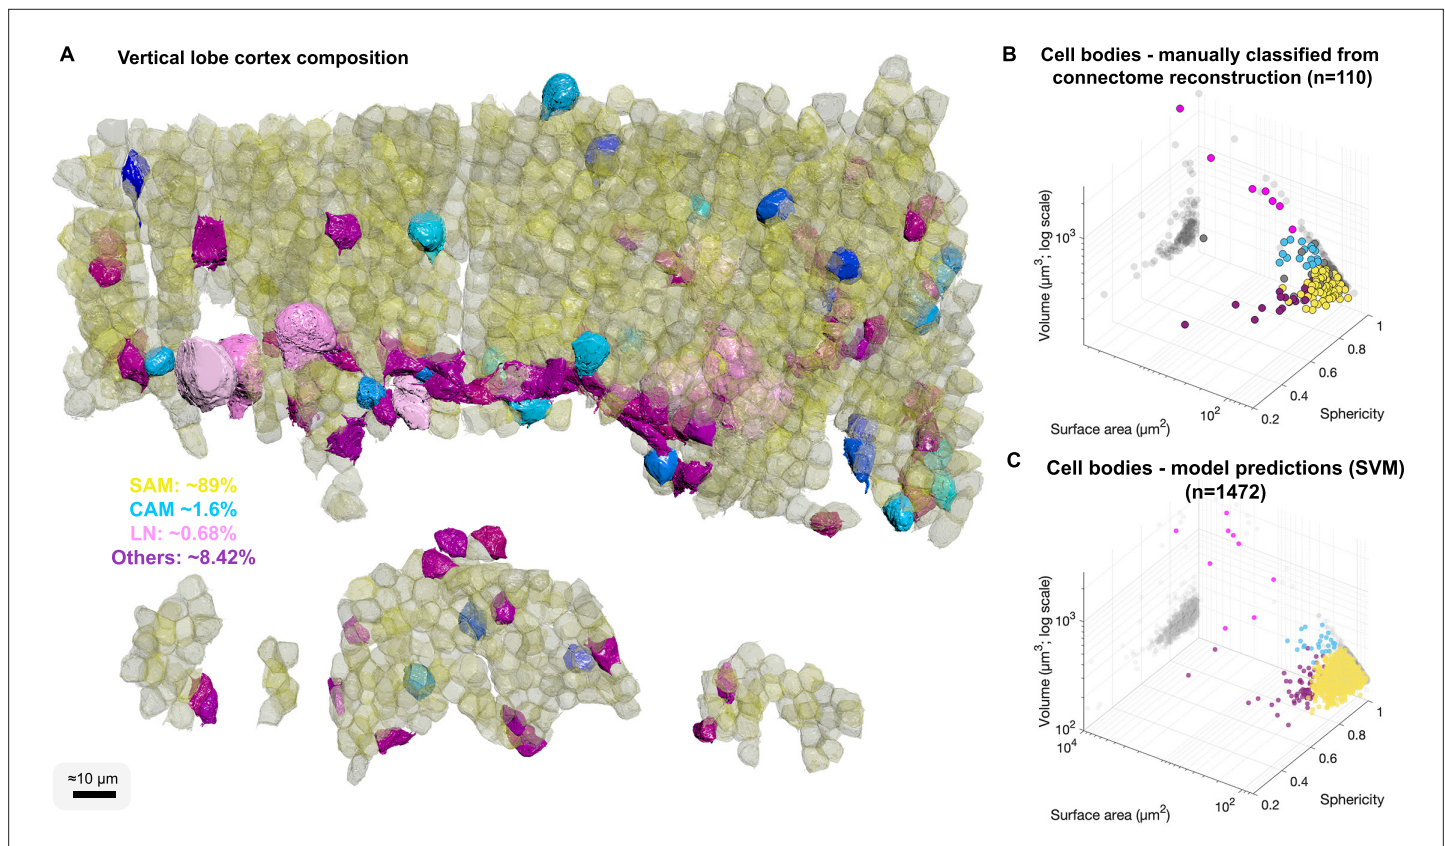 A Vertical lobe cortex composition
SAM: ~89%
CAM ~1.6%
LN: ~0.68%
Others: ~8.42%
≈10 µm
B Cell bodies - manually classified from
connectome reconstruction (n=110)
Volume (µm³; log scale)
10³
Surface area (µm²)
10²
0.2
0.4
0.6
0.8
1
Sphericity
C Cell bodies - model predictions (SVM)
(n=1472)
Volume (µm³; log scale)
10³
10²
10⁴
Surface area (µm²)
10²
0.2
0.4
0.6
0.8
1
Sphericity